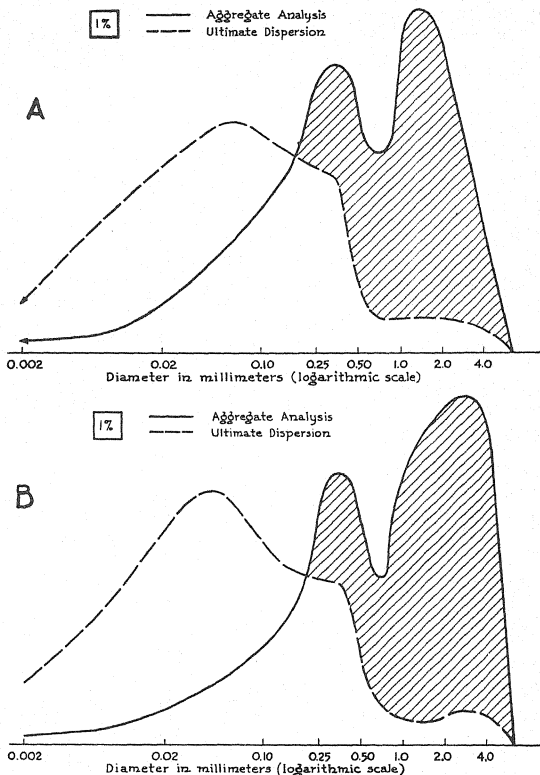 1% Aggregate Analysis
Ultimate Dispersion
A
0.002 0.02 0.10 0.25 0.50 1.0 2.0 4.0
Diameter in millimeters (logarithmic scale)
1% Aggregate Analysis
Ultimate Dispersion
B
0.002 0.02 0.10 0.25 0.50 1.0 2.0 4.0
Diameter in millimeters (logarithmic scale)